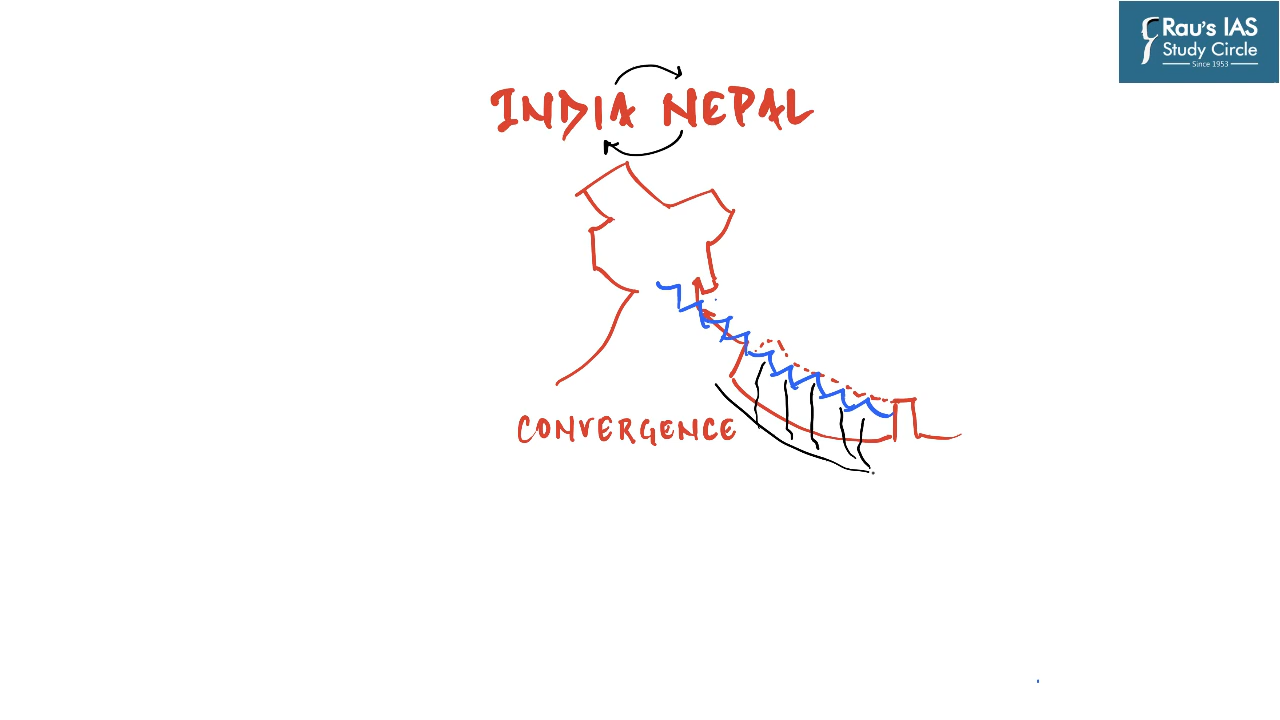 Rau's IAS
Study Circle
Since 1953
INDIA NEPAL
CONVERGENCE